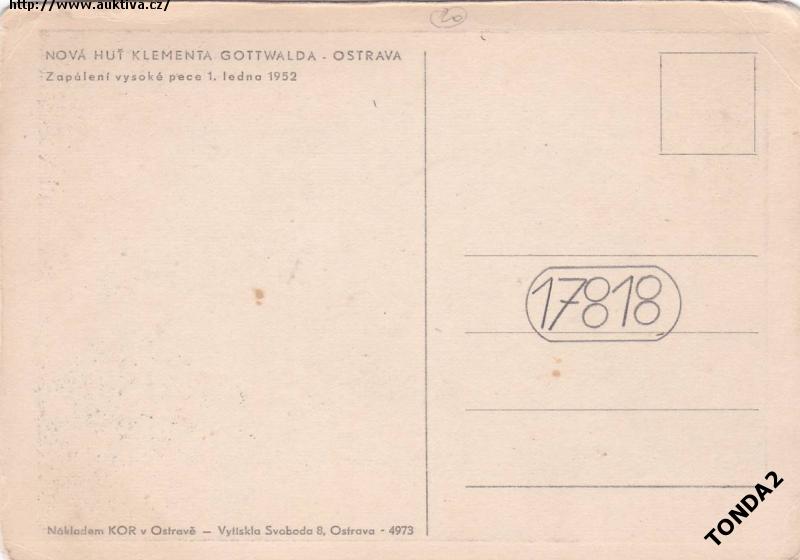 http://www.auktiva.cz/
20
NOVÁ HUŤ KLEMENTA GOTTWALDA - OSTRAVA
Zapálení vysoké pece 1. ledna 1952
17818
Nákladem KOR v Ostravě — Vytiskla Svoboda 8, Ostrava - 4973
TONDA2